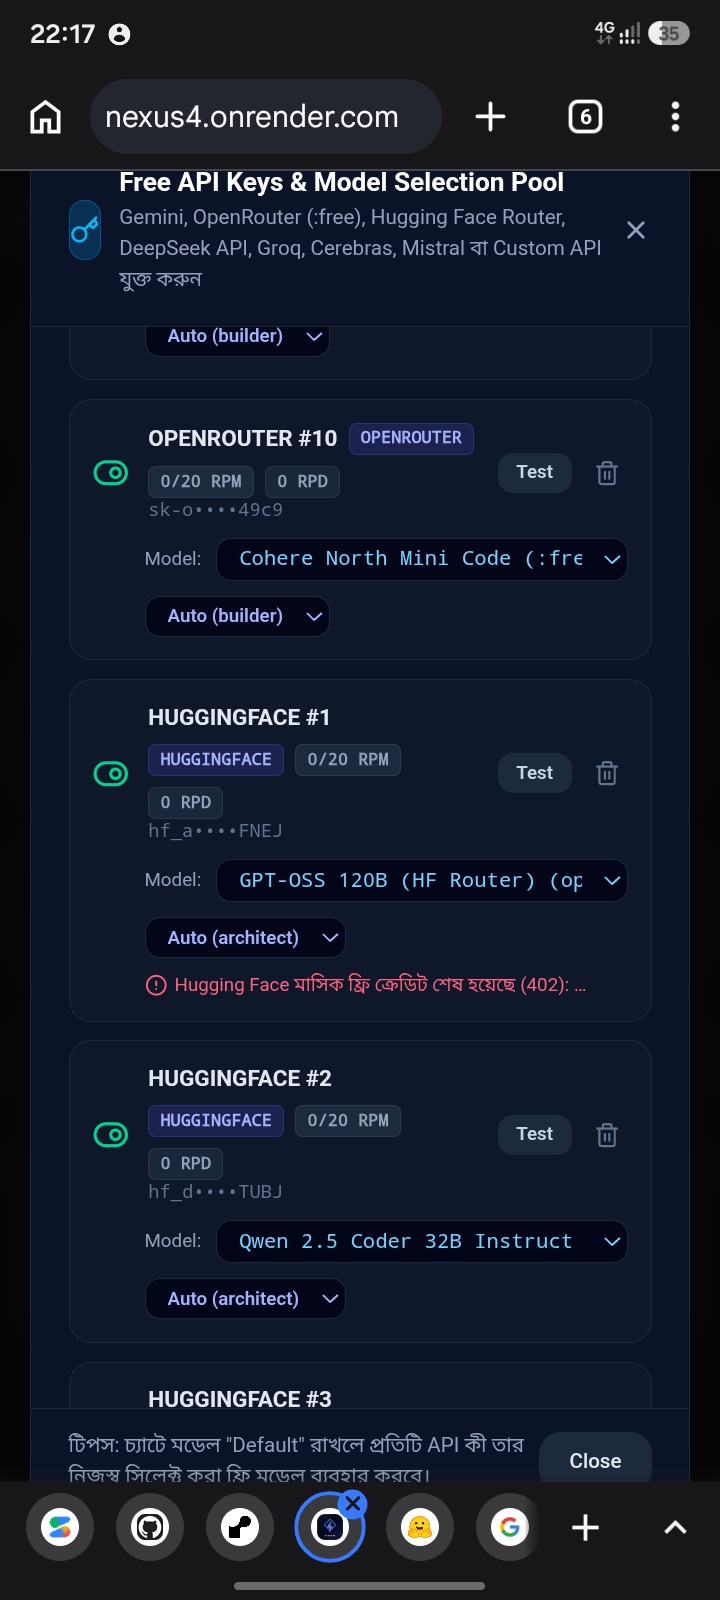 22:17
4G
35
nexus4.onrender.com
6
Free API Keys & Model Selection Pool
Gemini, OpenRouter (:free), Hugging Face Router,
DeepSeek API, Groq, Cerebras, Mistral বা Custom API
যুক্ত করুন
Auto (builder)
OPENROUTER #10 OPENROUTER
0/20 RPM 0 RPD
sk-o••••49c9
Test
Model: Cohere North Mini Code (:fre
Auto (builder)
HUGGINGFACE #1
HUGGINGFACE 0/20 RPM
0 RPD
hf_a••••FNEJ
Test
Model: GPT-OSS 120B (HF Router) (op
Auto (architect)
Hugging Face মাসিক ফ্রি ক্রেডিট শেষ হয়েছে (402): ...
HUGGINGFACE #2
HUGGINGFACE 0/20 RPM
0 RPD
hf_d••••TUBJ
Test
Model: Qwen 2.5 Coder 32B Instruct
Auto (architect)
HUGGINGFACE #3
টিপস: চ্যাটে মডেল "Default" রাখলে প্রতিটি API কী তার
নিজস্ব সিলেক্ট করা ফ্রি মডেল ব্যবহার করবে।
Close